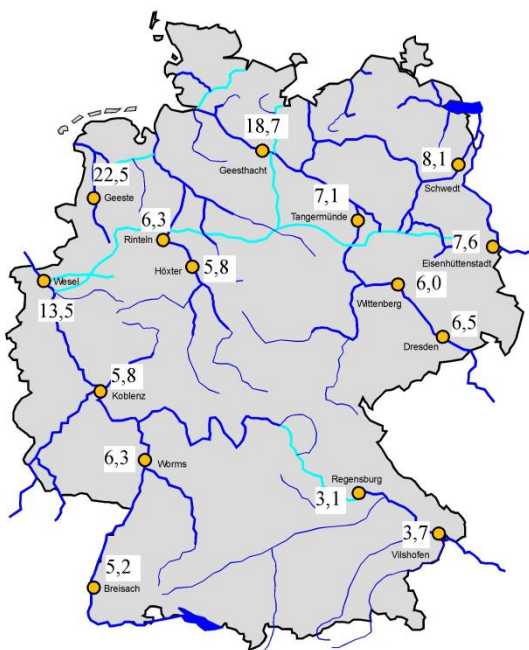 18,7
Geesthacht
8,1
Schwedt
22,5
Geeste
7,1
Tangermünde
6,3
Rinteln
7,6
Eisenhüttenstadt
5,8
Höxter
Wesel
13,5
6,0
Wittenberg
6,5
Dresden
5,8
Koblenz
6,3
Worms
Regensburg
3,1
3,7
Vilshofen
5,2
Breisach